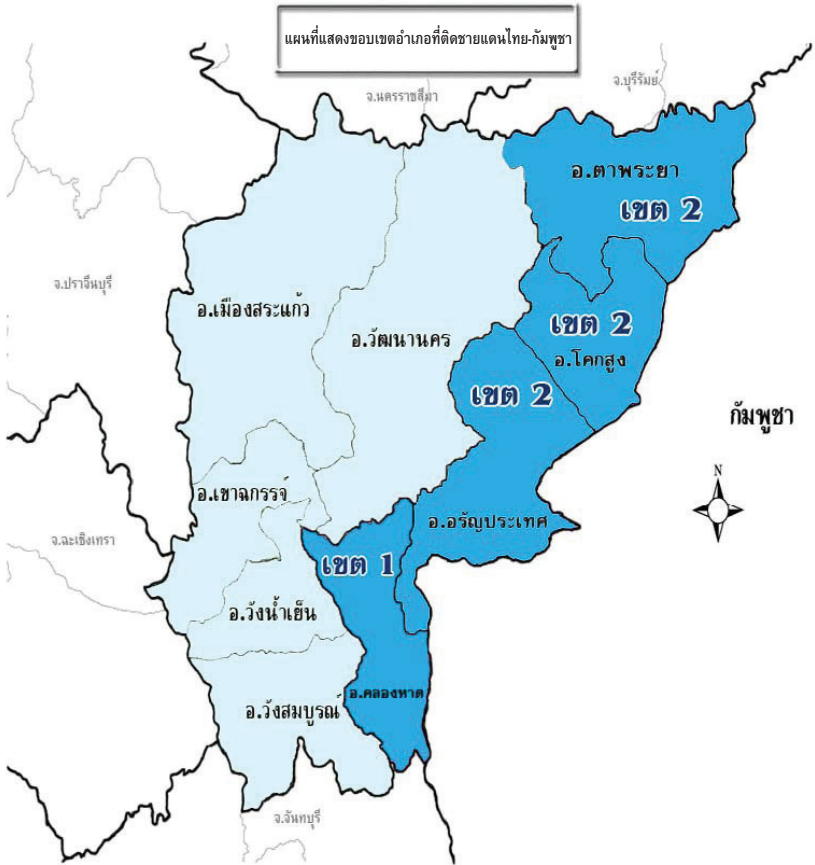 แผนที่แสดงขอบเขตอำเภอที่ติดชายแดนไทย-กัมพูชา
จ.บุรีรัมย์
จ.นครราชสีมา
อ.ตาพระยา
เขต 2
จ.ปราจีนบุรี
อ.เมืองสระแก้ว
อ.วัฒนานคร
เขต 2
อ.โคกสูง
เขต 2
กัมพูชา
N
อ.เขาฉกรรจ์
อ.อรัญประเทศ
จ.ฉะเชิงเทรา
เขต 1
อ.วังน้ำเย็น
อ.คลองหาด
อ.วังสมบูรณ์
จ.จันทบุรี